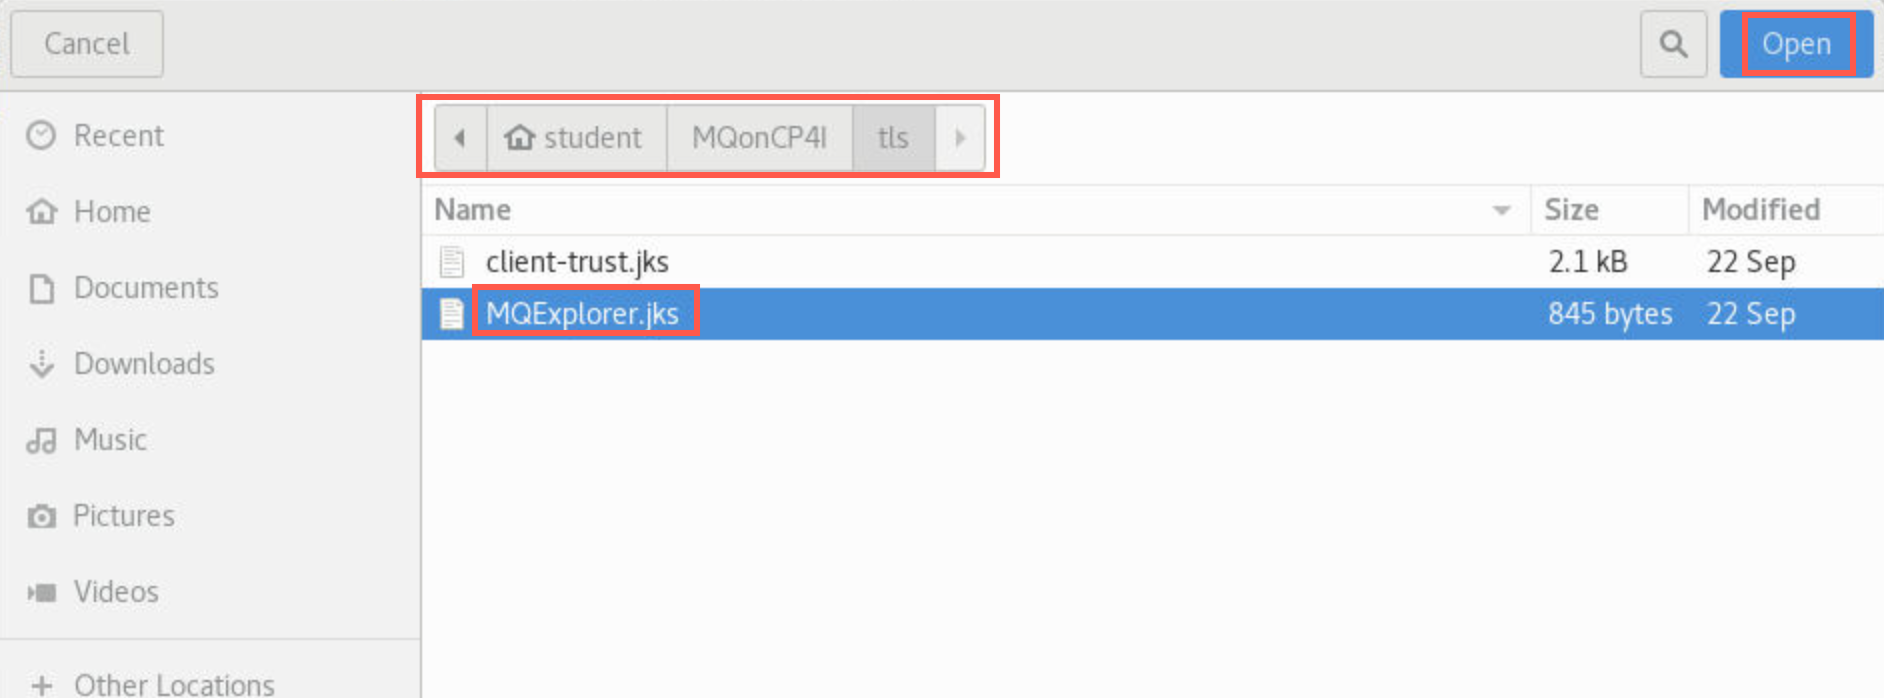 Cancel
Open
Recent
Home
Documents
Downloads
Music
Pictures
Videos
Other Locations
student MQonCP4I tls
Name Size Modified
client-trust.jks 2.1 kB 22 Sep
MQExplorer.jks 845 bytes 22 Sep